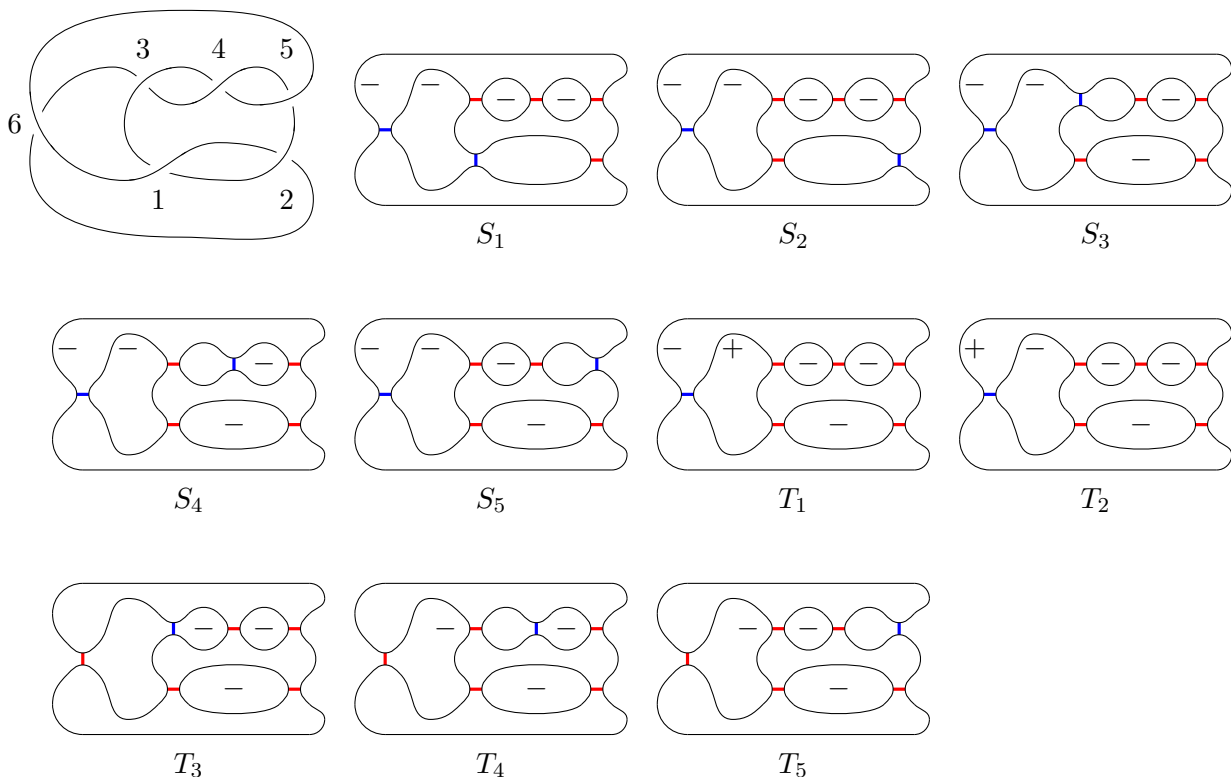 3 4 5
− − − − − −
− − − − −
6
−
1 2
S₁ S₂ S₃
− − − − − + + −
− − − − − −
− − − −
S₄ S₅ T₁ T₂
− − − − − −
− − −
T₃ T₄ T₅